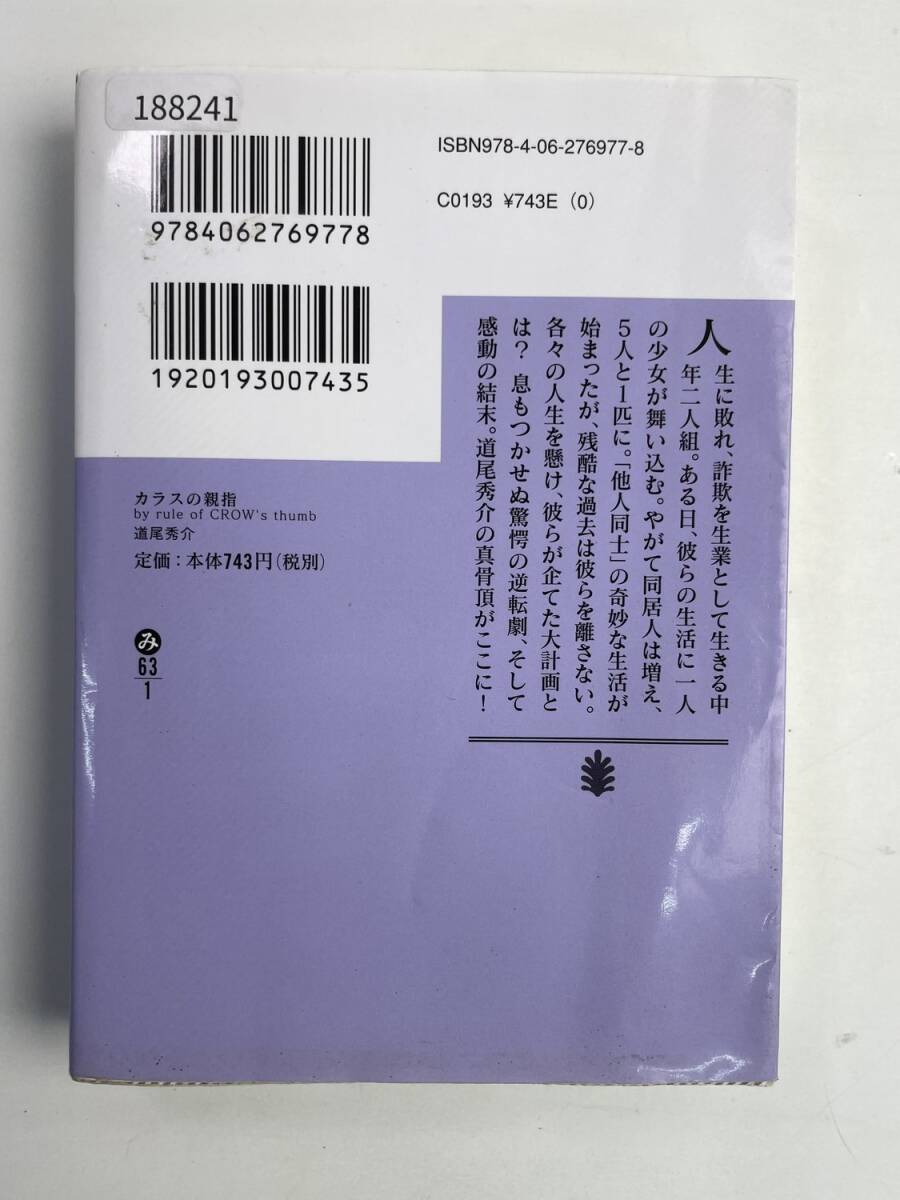 188241
ISBN978-4-06-276977-8
C0193 ¥743E (0)
9784062769778
1920193007435
人生に敗れ、詐欺を生業として生きる中
年二人組。ある日、彼らの生活に一人
の少女が舞い込む。やがて同居人は増え、
5人と1匹に。「他人同士」の奇妙な生活が
始まったが、残酷な過去は彼らを離さない。
各々の人生を懸け、彼らが企てた大計画と
は？ 息もつかせぬ驚愕の逆転劇、そして
感動の結末。道尾秀介の真骨頂がここに！
カラスの親指
by rule of CROW's thumb
道尾秀介
定価：本体743円（税別）
み
63
1